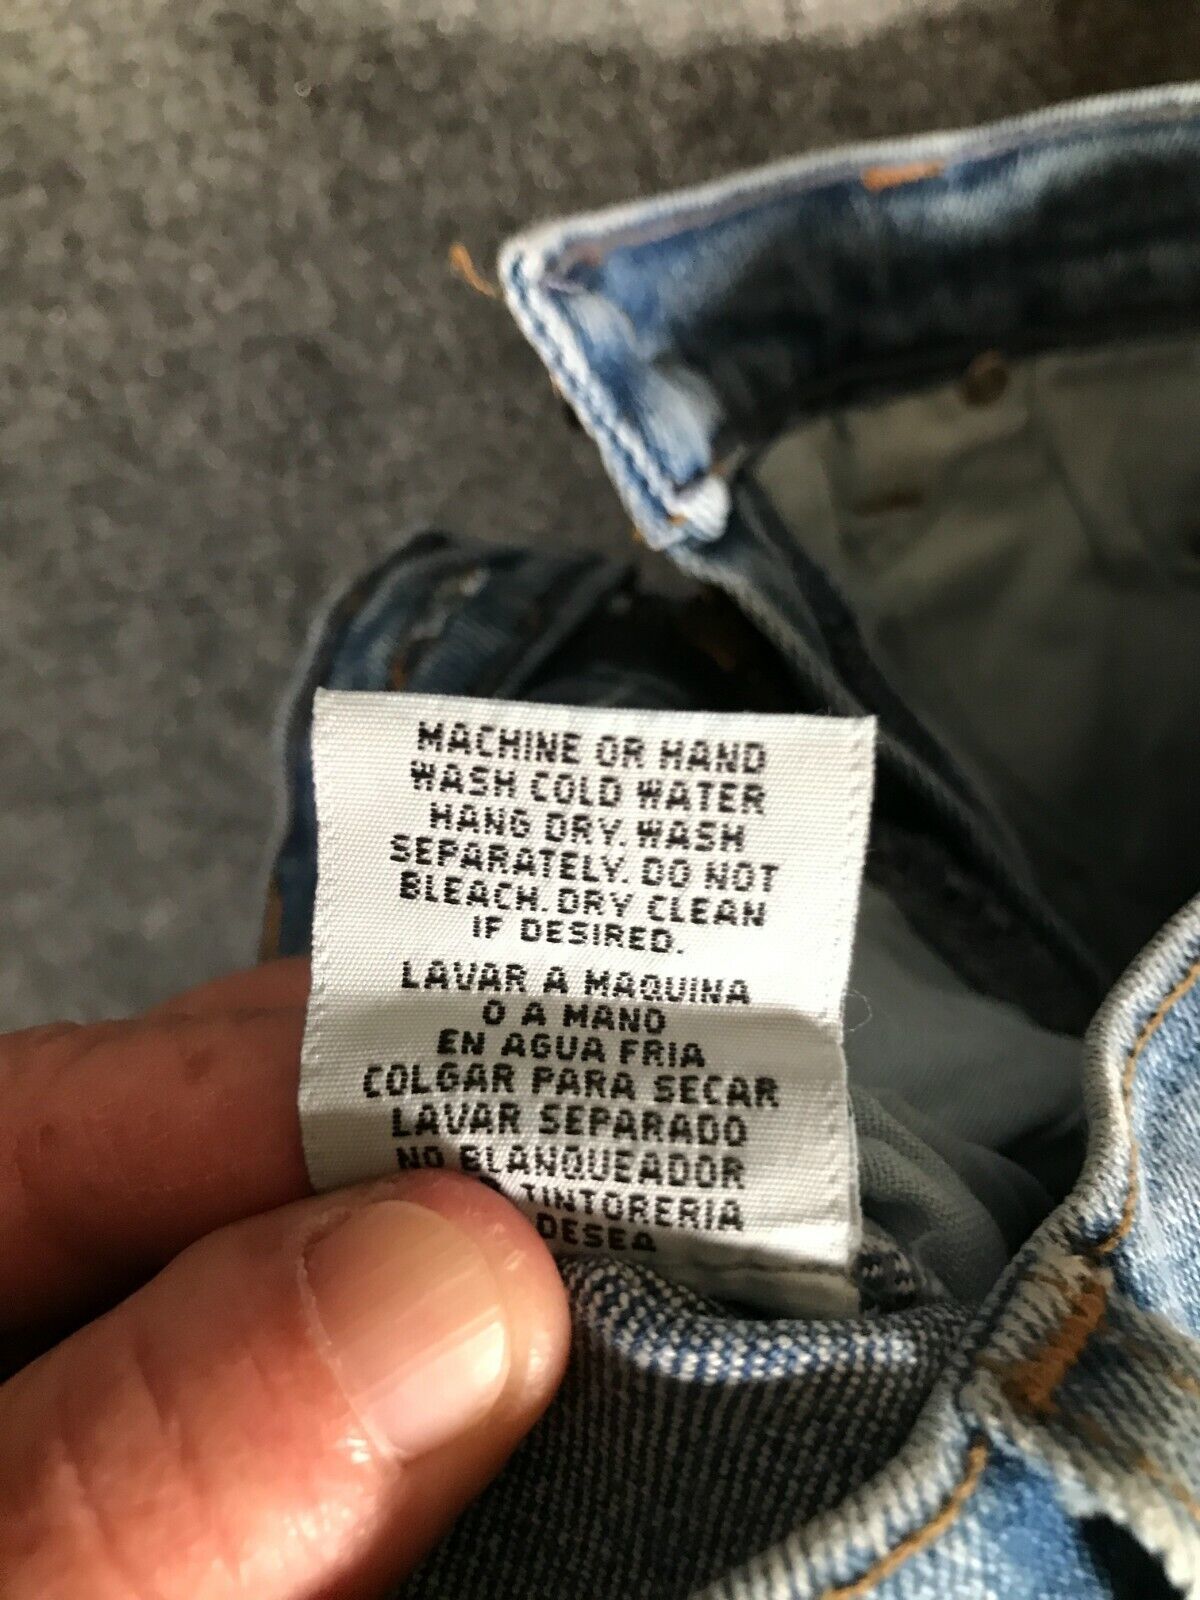 MACHINE OR HAND
WASH COLD WATER
HANG DRY. WASH
SEPARATELY. DO NOT
BLEACH. DRY CLEAN
IF DESIRED.
LAVAR A MAQUINA
O A MANO
EN AGUA FRIA
COLGAR PARA SECAR
LAVAR SEPARADO
NO BLANQUEADOR
TINTORERIA
DESEA